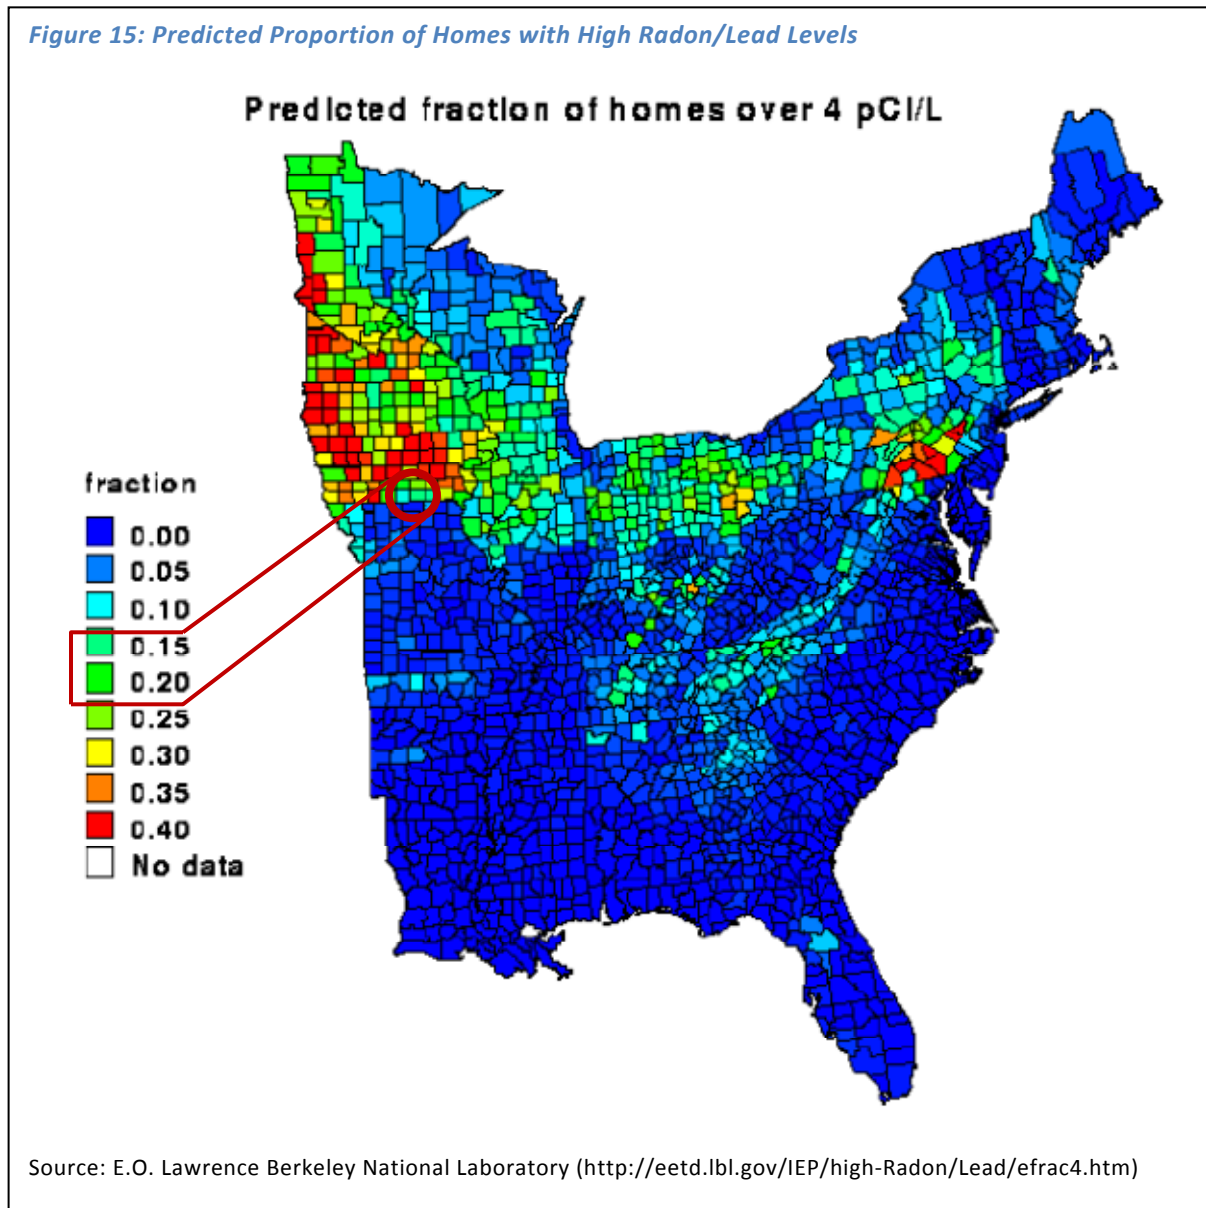 Figure 15: Predicted Proportion of Homes with High Radon/Lead Levels
Predicted fraction of homes over 4 pCi/L
fraction
0.00
0.05
0.10
0.15
0.20
0.25
0.30
0.35
0.40
No data
Source: E.O. Lawrence Berkeley National Laboratory (http://eetd.lbl.gov/IEP/high-Radon/Lead/efrac4.htm)